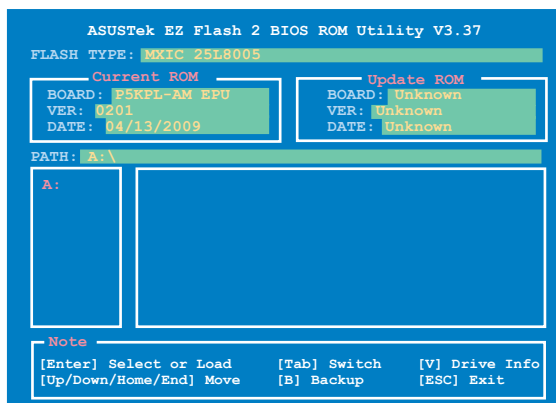 ASUSTek EZ Flash 2 BIOS ROM Utility V3.37
FLASH TYPE: MXIC 25L8005
Current ROM
BOARD: P5KPL-AM EPU
VER: 0201
DATE: 04/13/2009
Update ROM
BOARD: Unknown
VER: Unknown
DATE: Unknown
PATH: A:\
A:
Note
[Enter] Select or Load [Tab] Switch [V] Drive Info
[Up/Down/Home/End] Move [B] Backup [ESC] Exit